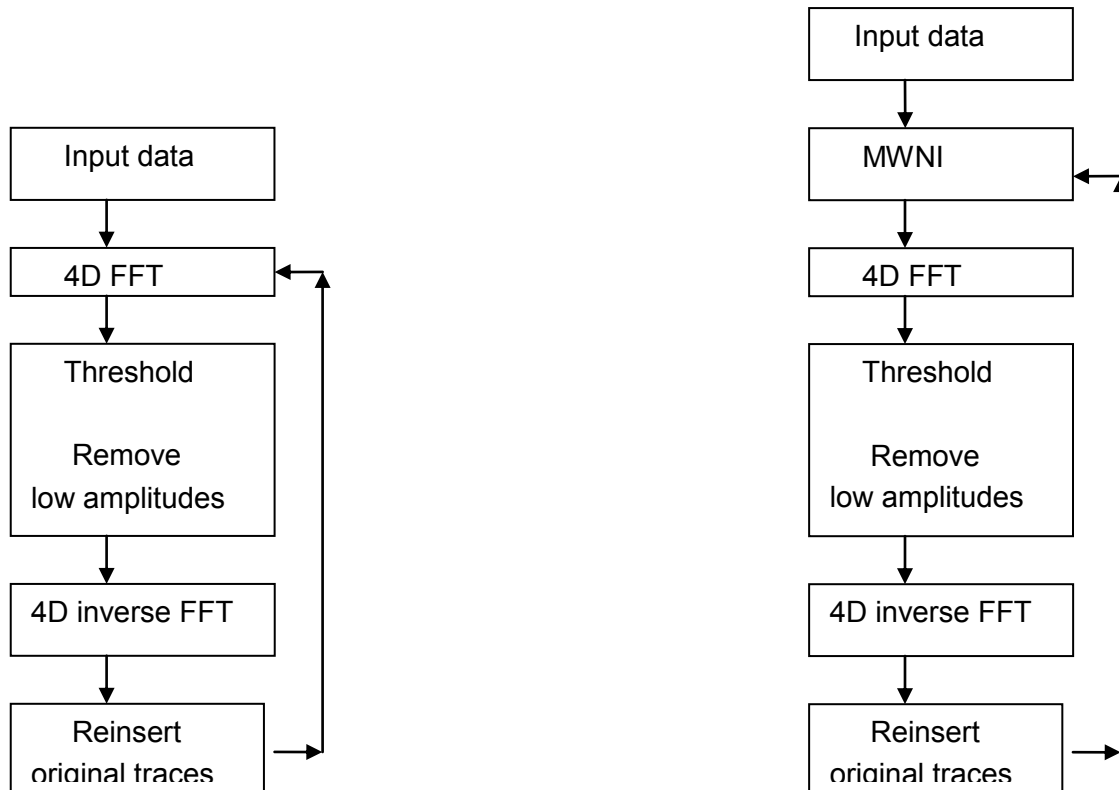 Input data
4D FFT
Threshold
Remove
low amplitudes
4D inverse FFT
Reinsert
original traces
Input data
MWNI
4D FFT
Threshold
Remove
low amplitudes
4D inverse FFT
Reinsert
original traces